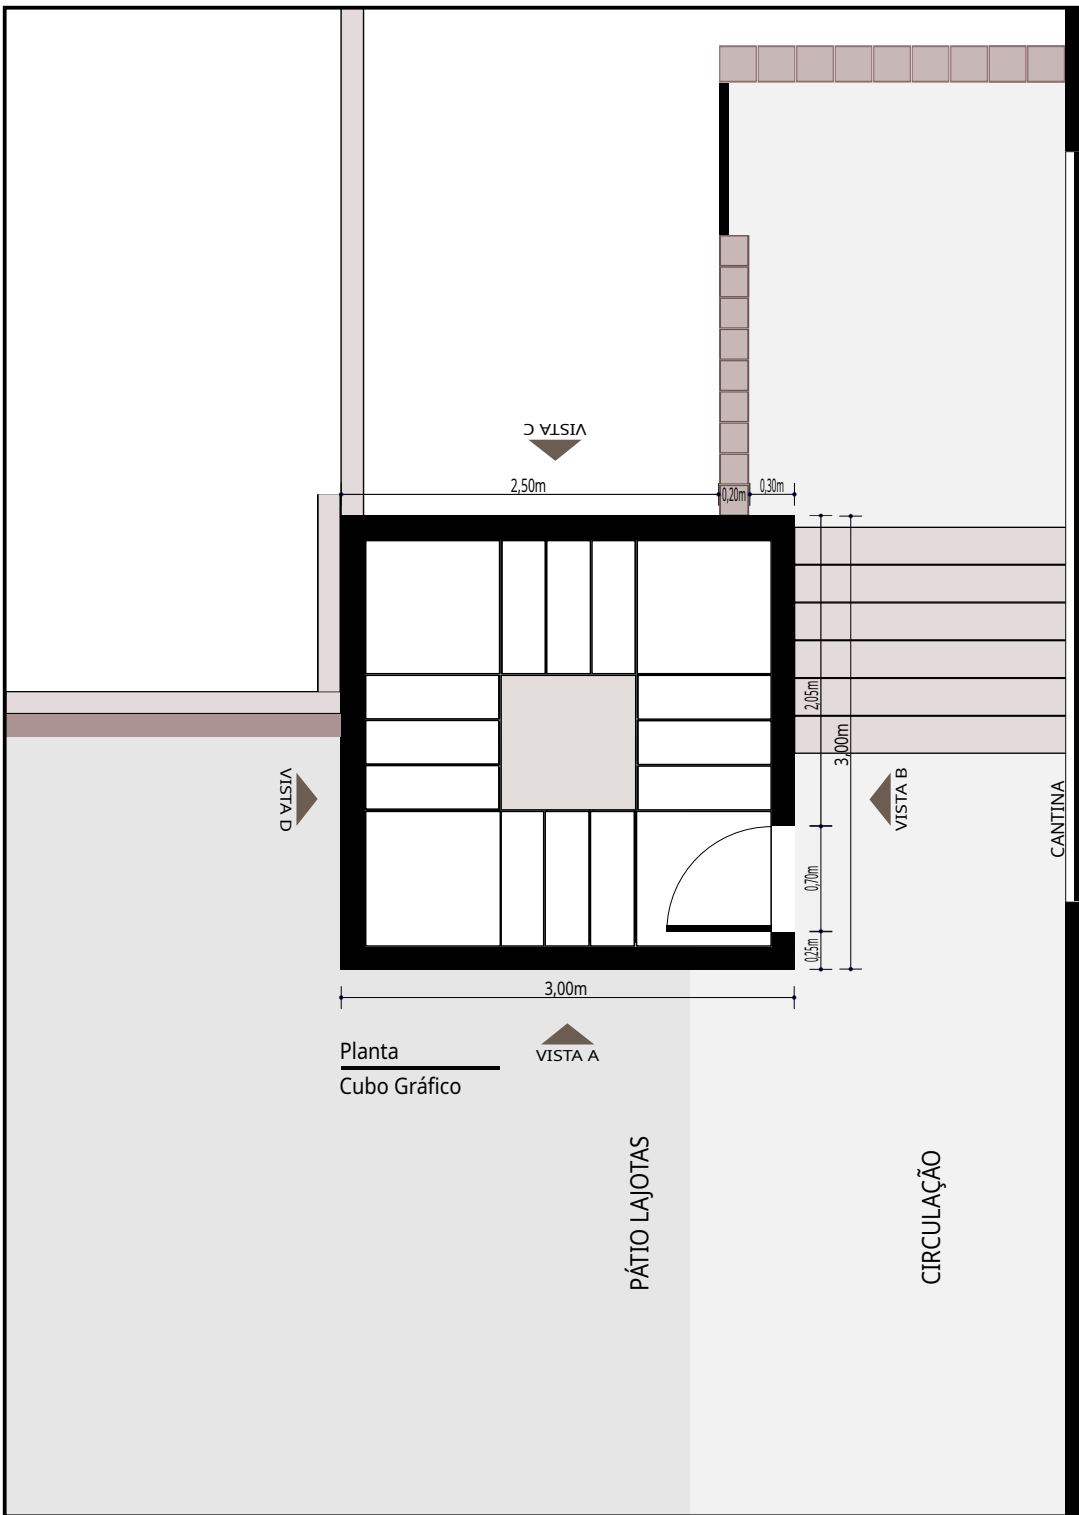 VISTA C
2,50m
0,20m
0,30m
2,05m
3,00m
VISTA D
VISTA B
CANTINA
0,70m
0,25m
3,00m
Planta
Cubo Gráfico
VISTA A
PÁTIO LAJOTAS
CIRCULAÇÃO